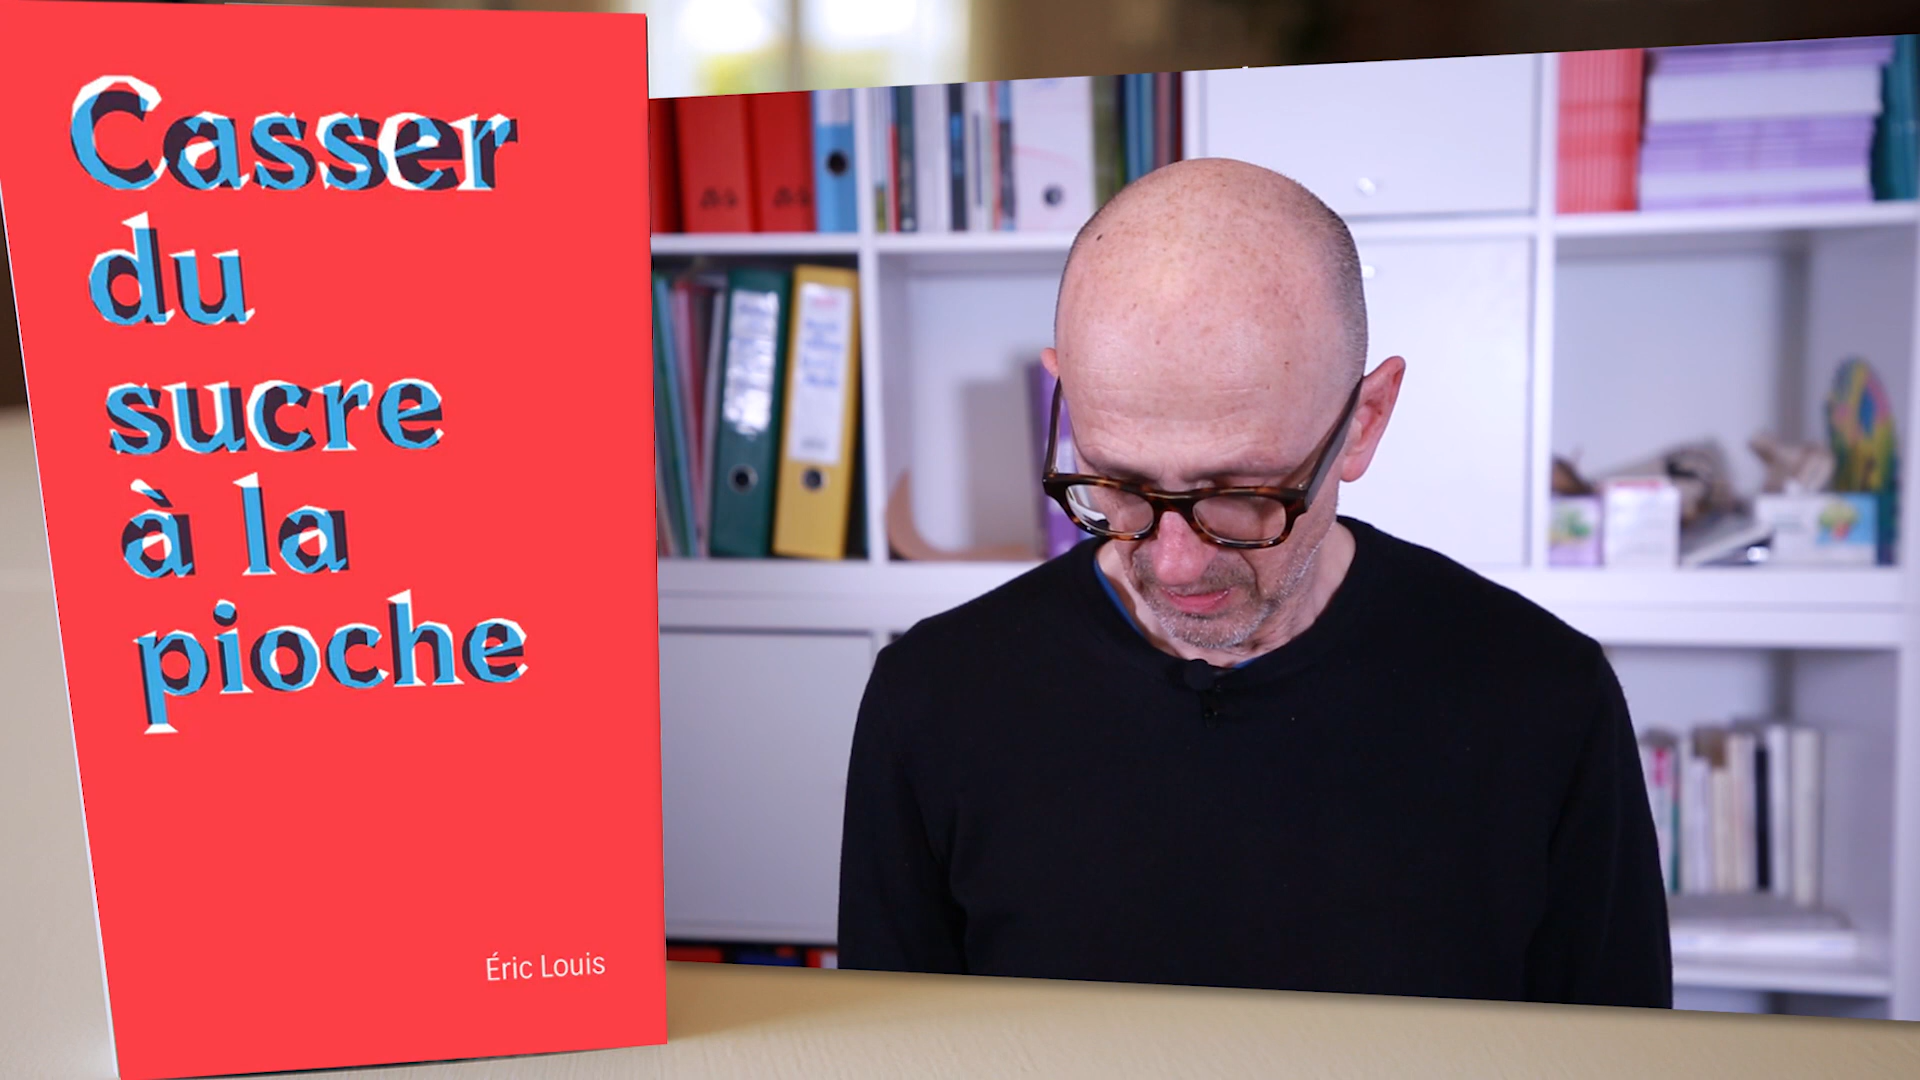 Casser
du
sucre
à la
pioche
Éric Louis